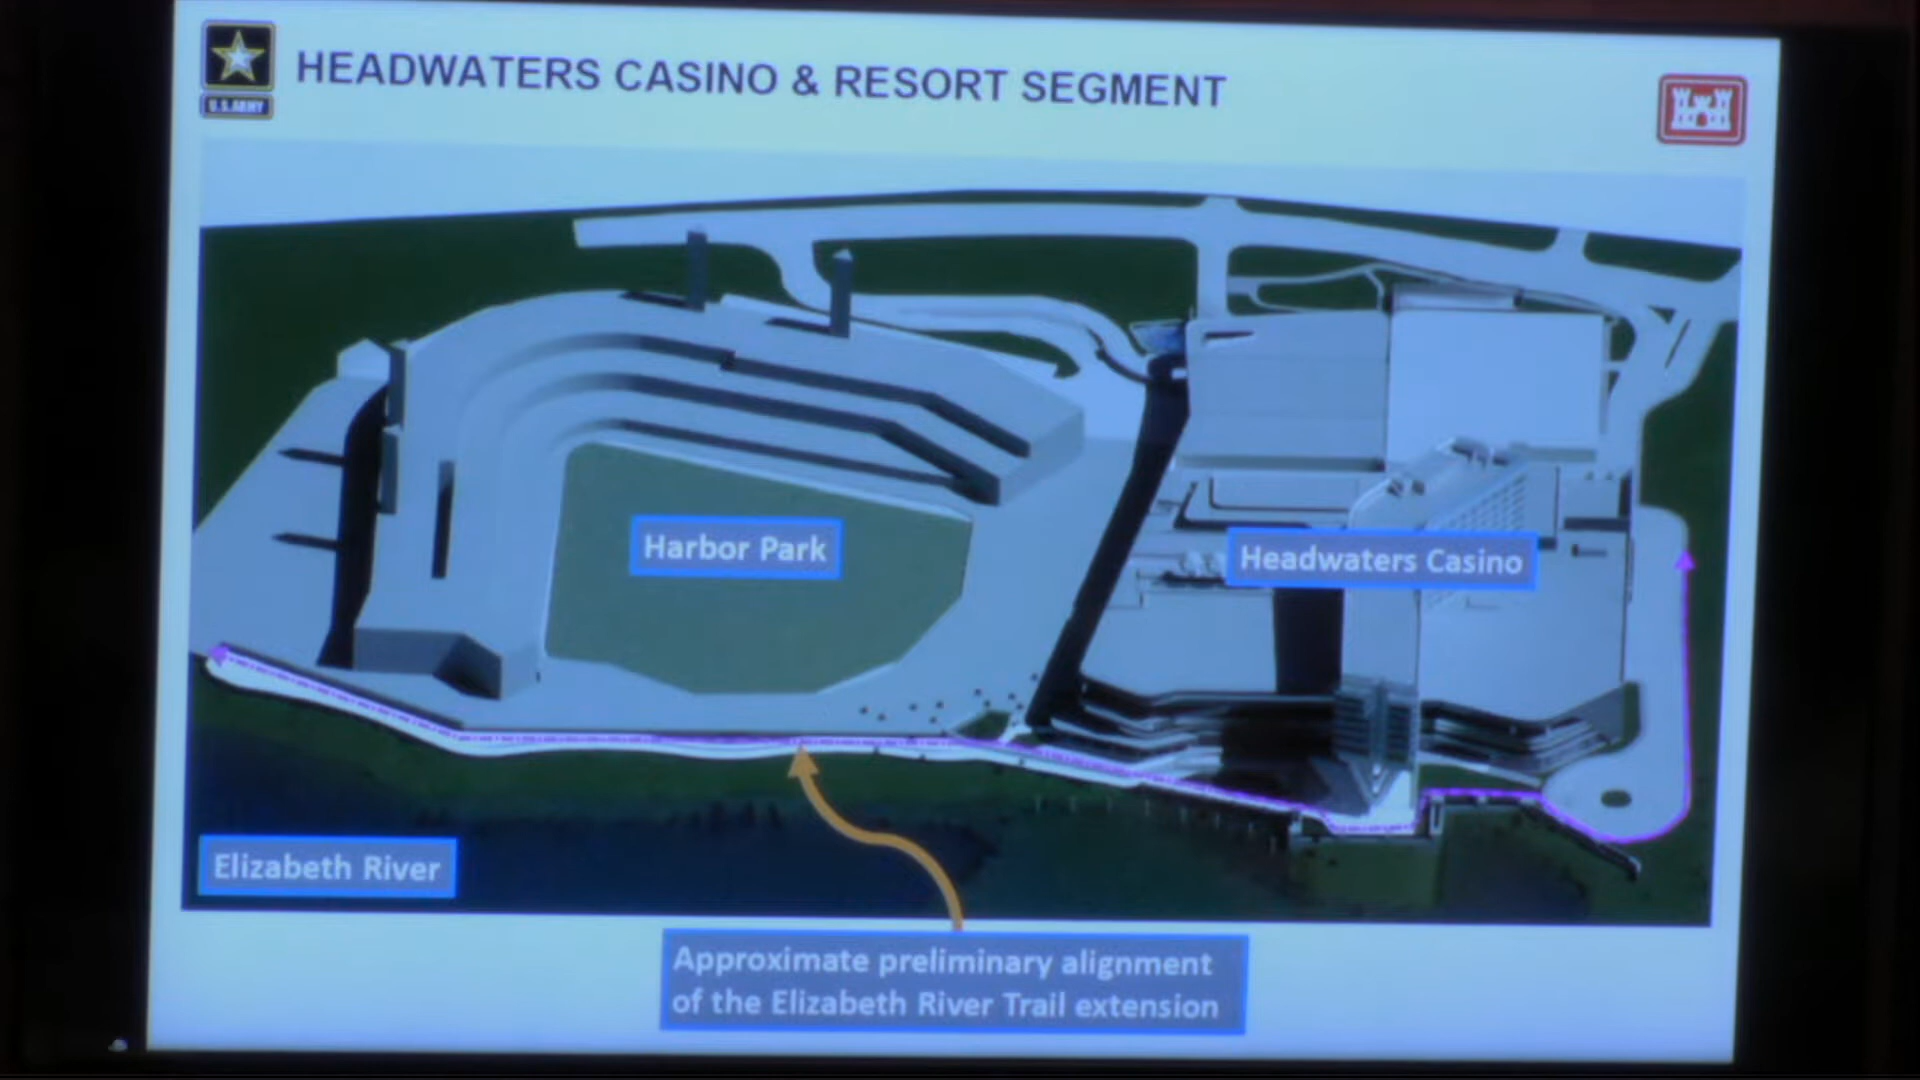 U.S.ARMY
HEADWATERS CASINO & RESORT SEGMENT
Harbor Park
Headwaters Casino
Elizabeth River
Approximate preliminary alignment
of the Elizabeth River Trail extension